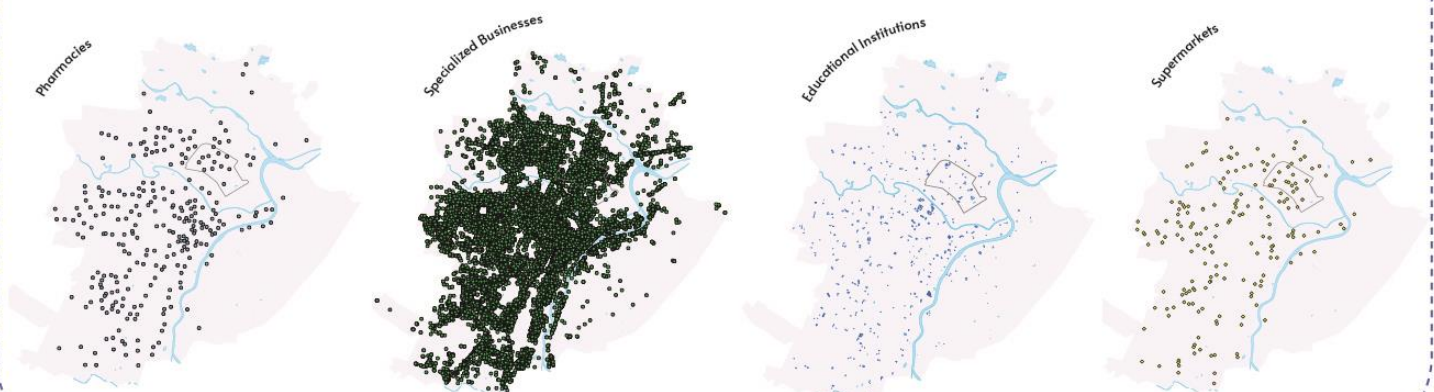 Pharmacies
Specialized Businesses
Educational Institutions
Supermarkets